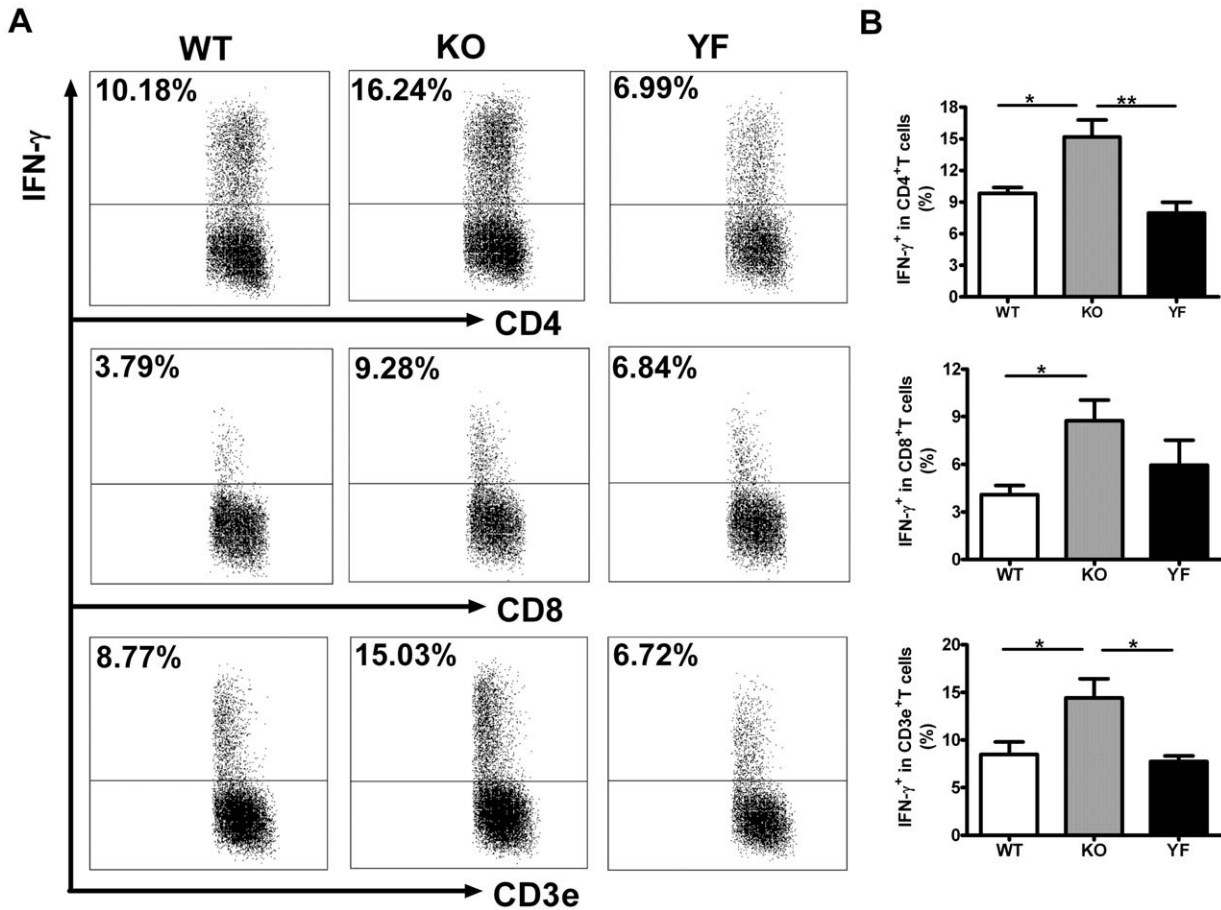 A
B
WT KO YF
IFN-γ
10.18% 16.24% 6.99%
CD4
3.79% 9.28% 6.84%
CD8
8.77% 15.03% 6.72%
CD3e
IFN-γ⁺ in CD4⁺T cells
(%)
18
15
12
9
6
3
0
* **
WT KO YF
IFN-γ⁺ in CD8⁺T cells
(%)
12
9
6
3
0
*
WT KO YF
IFN-γ⁺ in CD3e⁺T cells
(%)
20
15
10
5
0
* *
WT KO YF